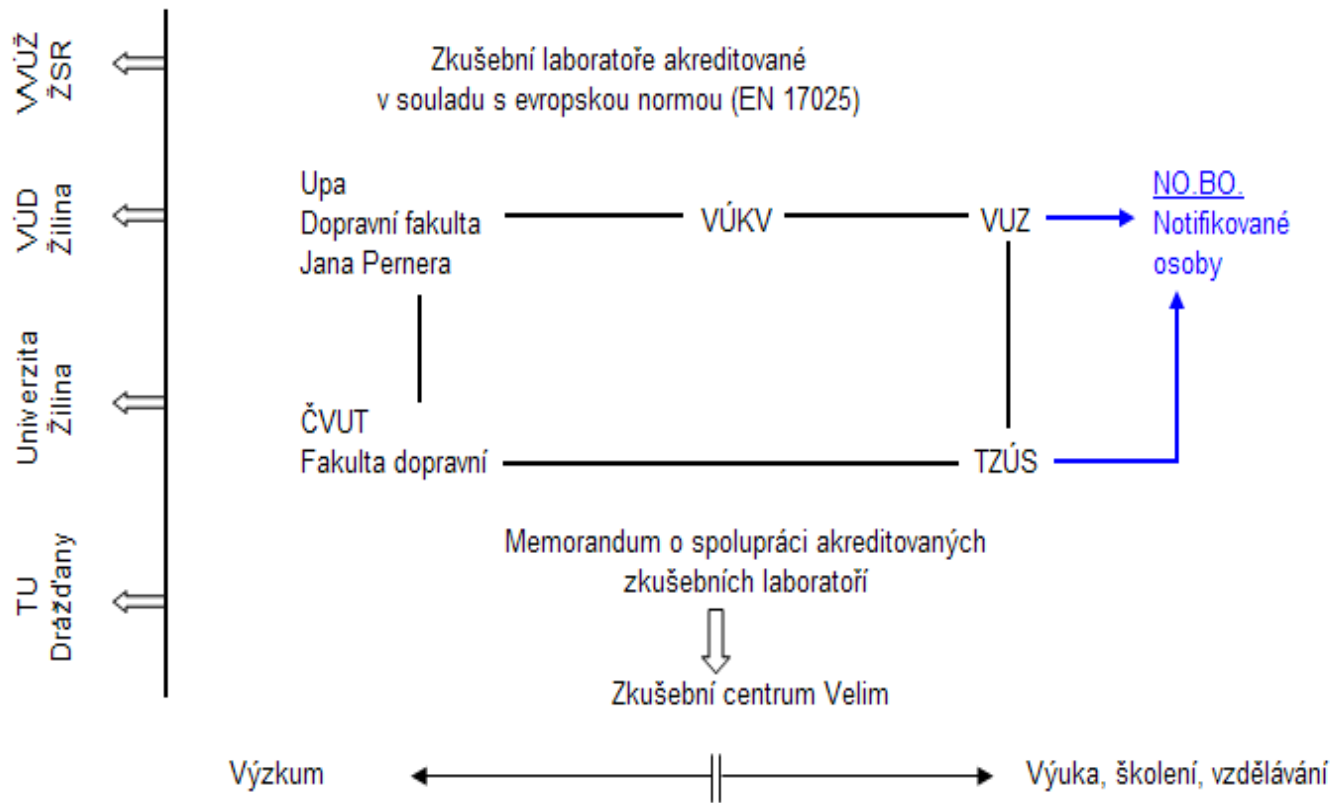 VVÚŽ
ŽSR
Zkušební laboratoře akreditované
v souladu s evropskou normou (EN 17025)
VÚD
Žilina
Upa
Dopravní fakulta
Jana Pernera
VÚKV
VUZ
NO.BO.
Notifikované
osoby
Univerzita
Žilina
ČVUT
Fakulta dopravní
TZÚS
TU
Drážďany
Memorandum o spolupráci akreditovaných
zkušebních laboratoří
Zkušební centrum Velim
Výzkum
Výuka, školení, vzdělávání